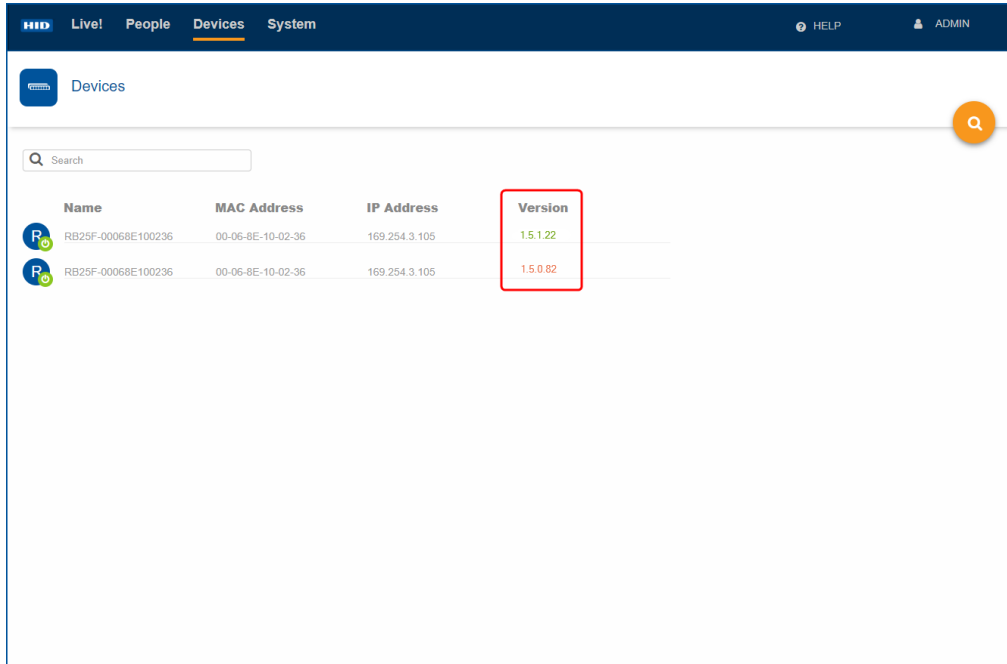 HID Live! People Devices System HELP ADMIN
Devices
Search
Name MAC Address IP Address Version
R RB25F-00068E100236 00-06-8E-10-02-36 169.254.3.105 1.5.1.22
R RB25F-00068E100236 00-06-8E-10-02-36 169.254.3.105 1.5.0.82